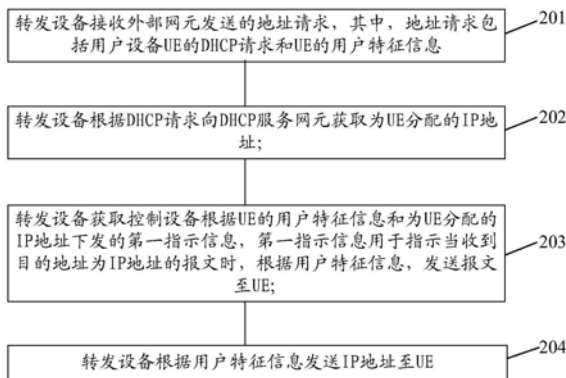 转发设备接收外部网元发送的地址请求，其中，地址请求包
括用户设备UE的DHCP请求和UE的用户特征信息
201
转发设备根据DHCP请求向DHCP服务网元获取为UE分配的IP地
址;
202
转发设备获取控制设备根据UE的用户特征信息和为UE分配的
IP地址下发的第一指示信息，第一指示信息用于指示当收到
目的地址为IP地址的报文时，根据用户特征信息，发送报文
至UE;
203
转发设备根据用户特征信息发送IP地址至UE
204